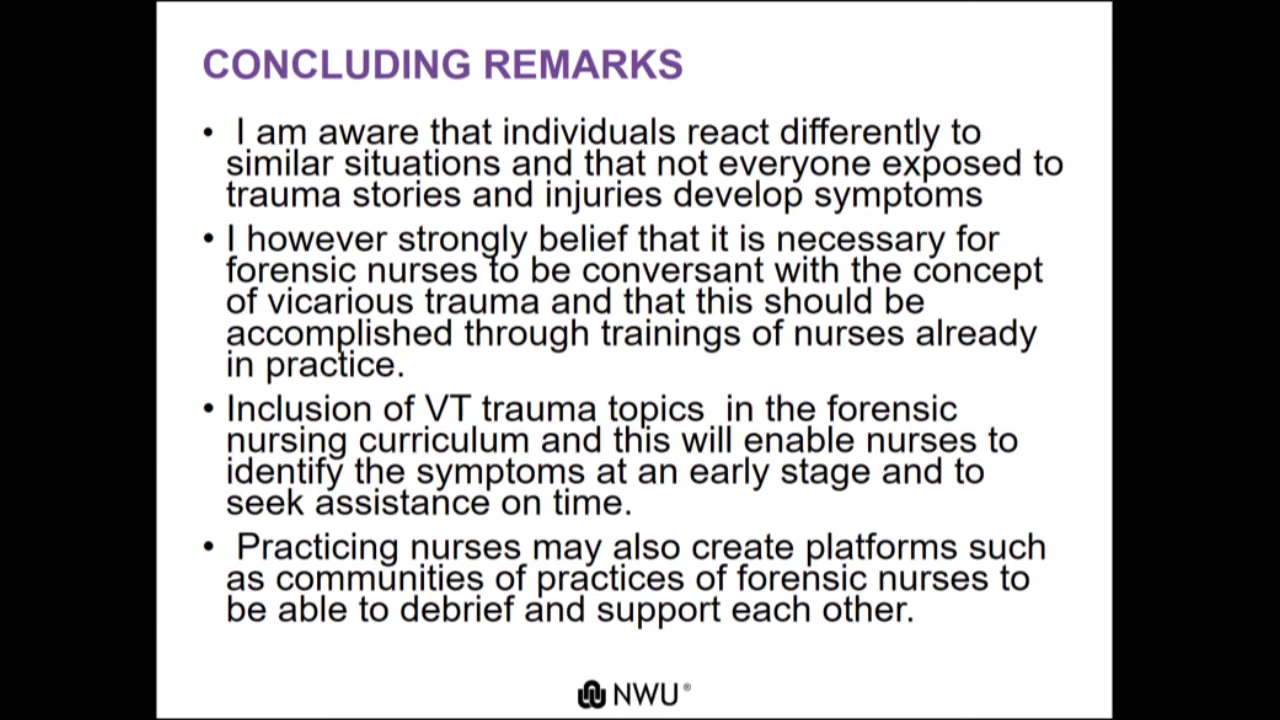 CONCLUDING REMARKS
• I am aware that individuals react differently to
similar situations and that not everyone exposed to
trauma stories and injuries develop symptoms
• I however strongly belief that it is necessary for
forensic nurses to be conversant with the concept
of vicarious trauma and that this should be
accomplished through trainings of nurses already
in practice.
• Inclusion of VT trauma topics in the forensic
nursing curriculum and this will enable nurses to
identify the symptoms at an early stage and to
seek assistance on time.
• Practicing nurses may also create platforms such
as communities of practices of forensic nurses to
be able to debrief and support each other.
NWU®